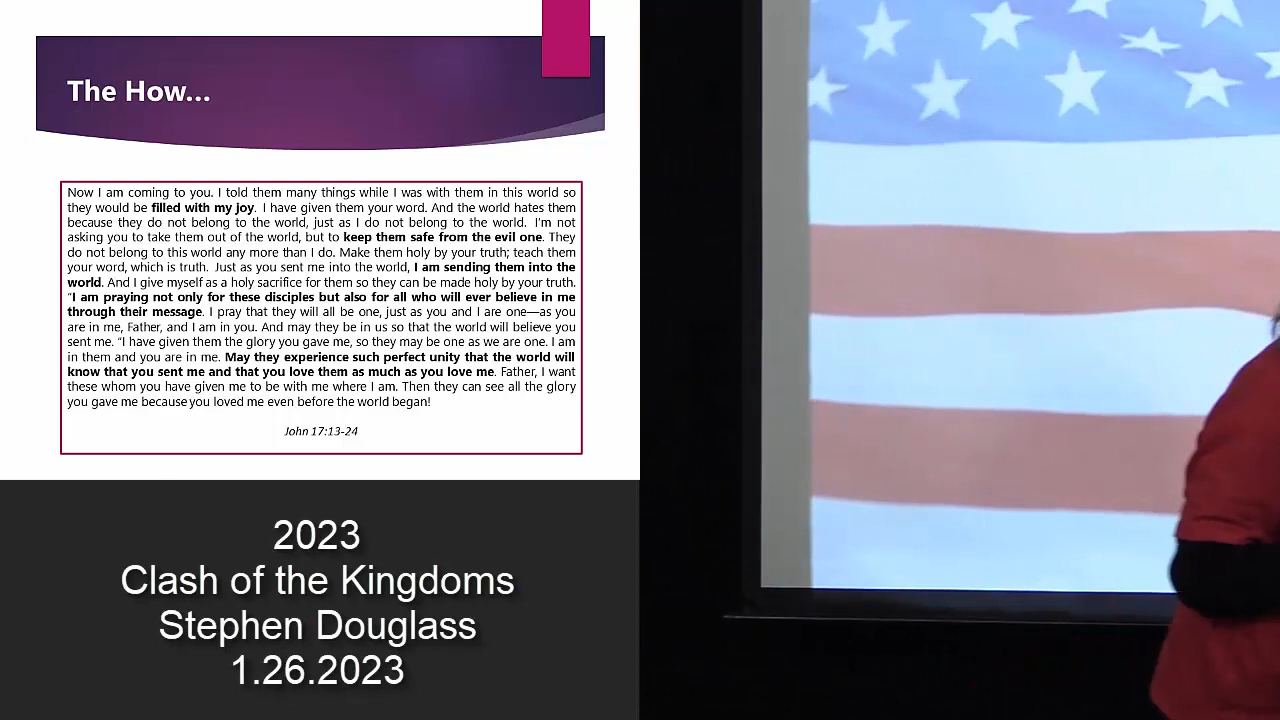 The How...
Now I am coming to you. I told them many things while I was with them in this world so
they would be filled with my joy. I have given them your word. And the world hates them
because they do not belong to the world, just as I do not belong to the world. I'm not
asking you to take them out of the world, but to keep them safe from the evil one. They
do not belong to this world any more than I do. Make them holy by your truth; teach them
your word, which is truth. Just as you sent me into the world, I am sending them into the
world. And I give myself as a holy sacrifice for them so they can be made holy by your truth.
"I am praying not only for these disciples but also for all who will ever believe in me
through their message. I pray that they will all be one, just as you and I are one—as you
are in me, Father, and I am in you. And may they be in us so that the world will believe you
sent me. "I have given them the glory you gave me, so they may be one as we are one. I am
in them and you are in me. May they experience such perfect unity that the world will
know that you sent me and that you love them as much as you love me. Father, I want
these whom you have given me to be with me where I am. Then they can see all the glory
you gave me because you loved me even before the world began!
John 17:13-24
2023
Clash of the Kingdoms
Stephen Douglass
1.26.2023